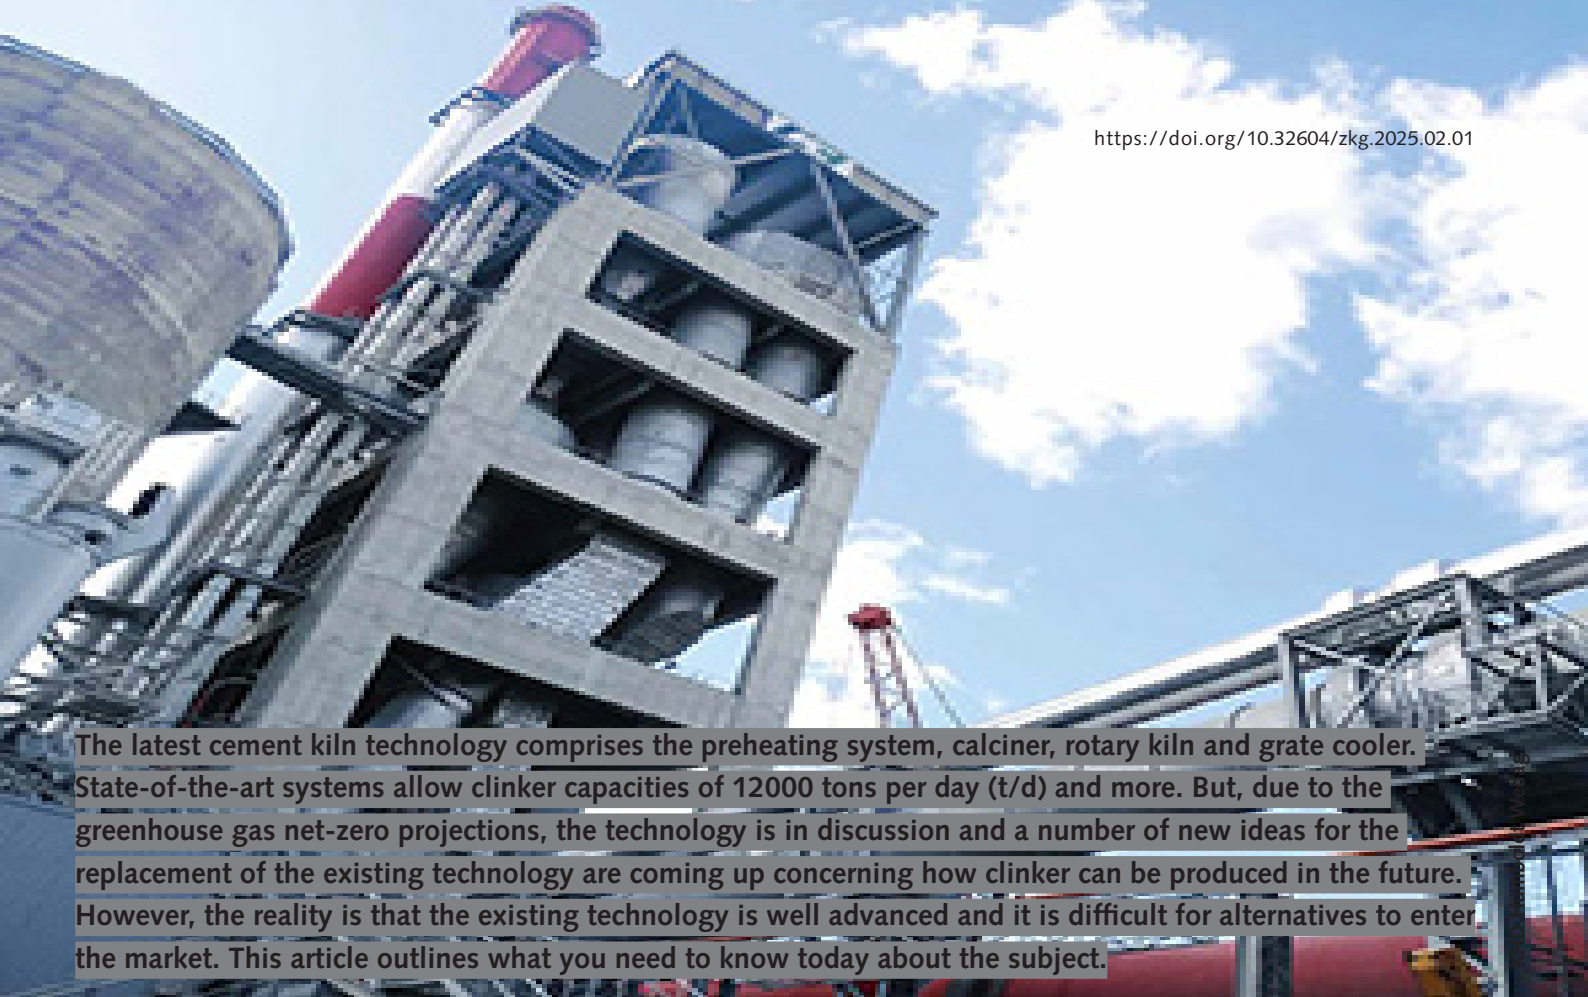 https://doi.org/10.32604/zkg.2025.02.01
The latest cement kiln technology comprises the preheating system, calciner, rotary kiln and grate cooler.
State-of-the-art systems allow clinker capacities of 12000 tons per day (t/d) and more. But, due to the
greenhouse gas net-zero projections, the technology is in discussion and a number of new ideas for the
replacement of the existing technology are coming up concerning how clinker can be produced in the future.
However, the reality is that the existing technology is well advanced and it is difficult for alternatives to enter
the market. This article outlines what you need to know today about the subject.